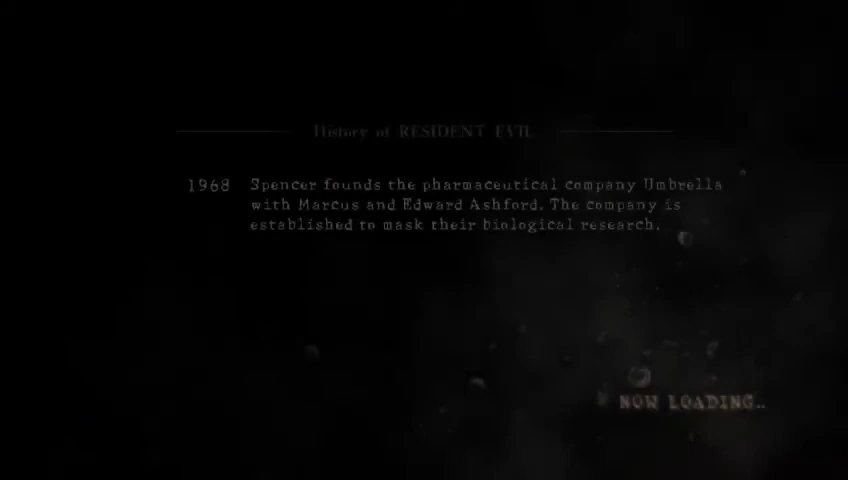 History of RESIDENT EVIL
1968 Spencer founds the pharmaceutical company Umbrella
with Marcus and Edward Ashford. The company is
established to mask their biological research.
NOW LOADING..